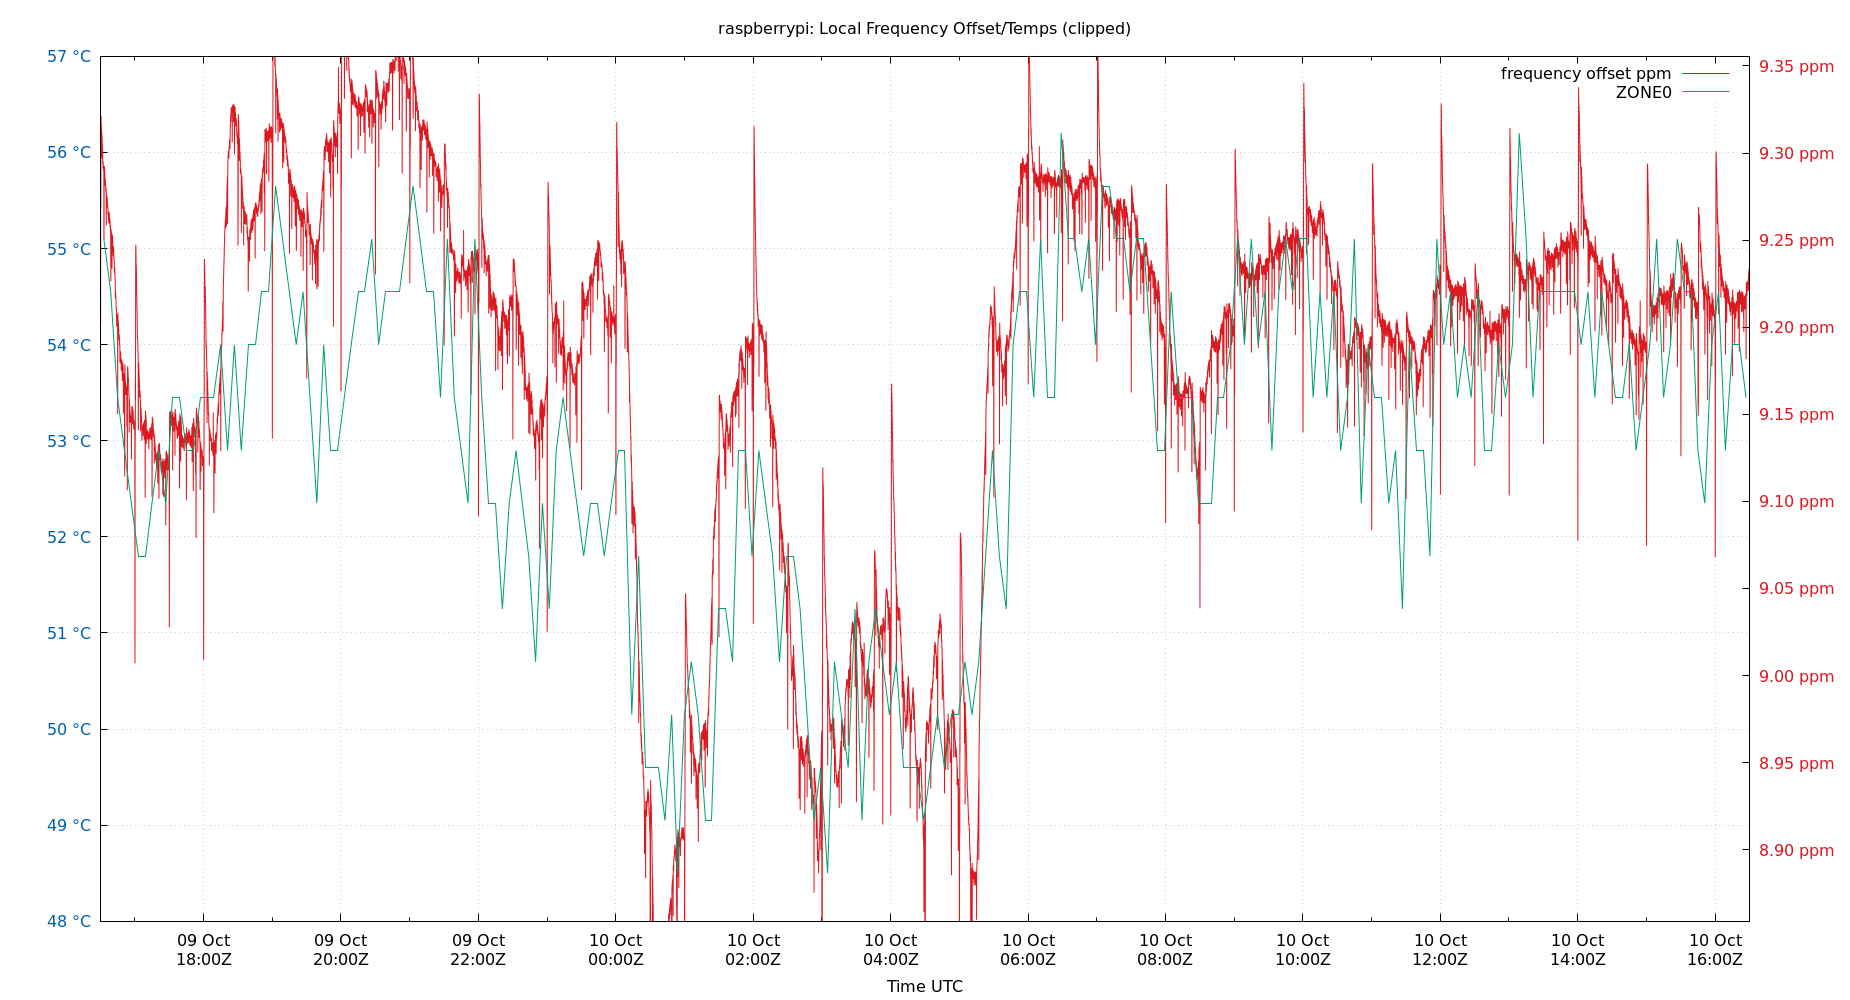 raspberrypi: Local Frequency Offset/Temps (clipped)
frequency offset ppm
ZONE0
57 °C
56 °C
55 °C
54 °C
53 °C
52 °C
51 °C
50 °C
49 °C
48 °C
9.35 ppm
9.30 ppm
9.25 ppm
9.20 ppm
9.15 ppm
9.10 ppm
9.05 ppm
9.00 ppm
8.95 ppm
8.90 ppm
09 Oct 09 Oct 09 Oct 10 Oct 10 Oct 10 Oct 10 Oct 10 Oct 10 Oct 10 Oct 10 Oct 10 Oct
18:00Z 20:00Z 22:00Z 00:00Z 02:00Z 04:00Z 06:00Z 08:00Z 10:00Z 12:00Z 14:00Z 16:00Z
Time UTC